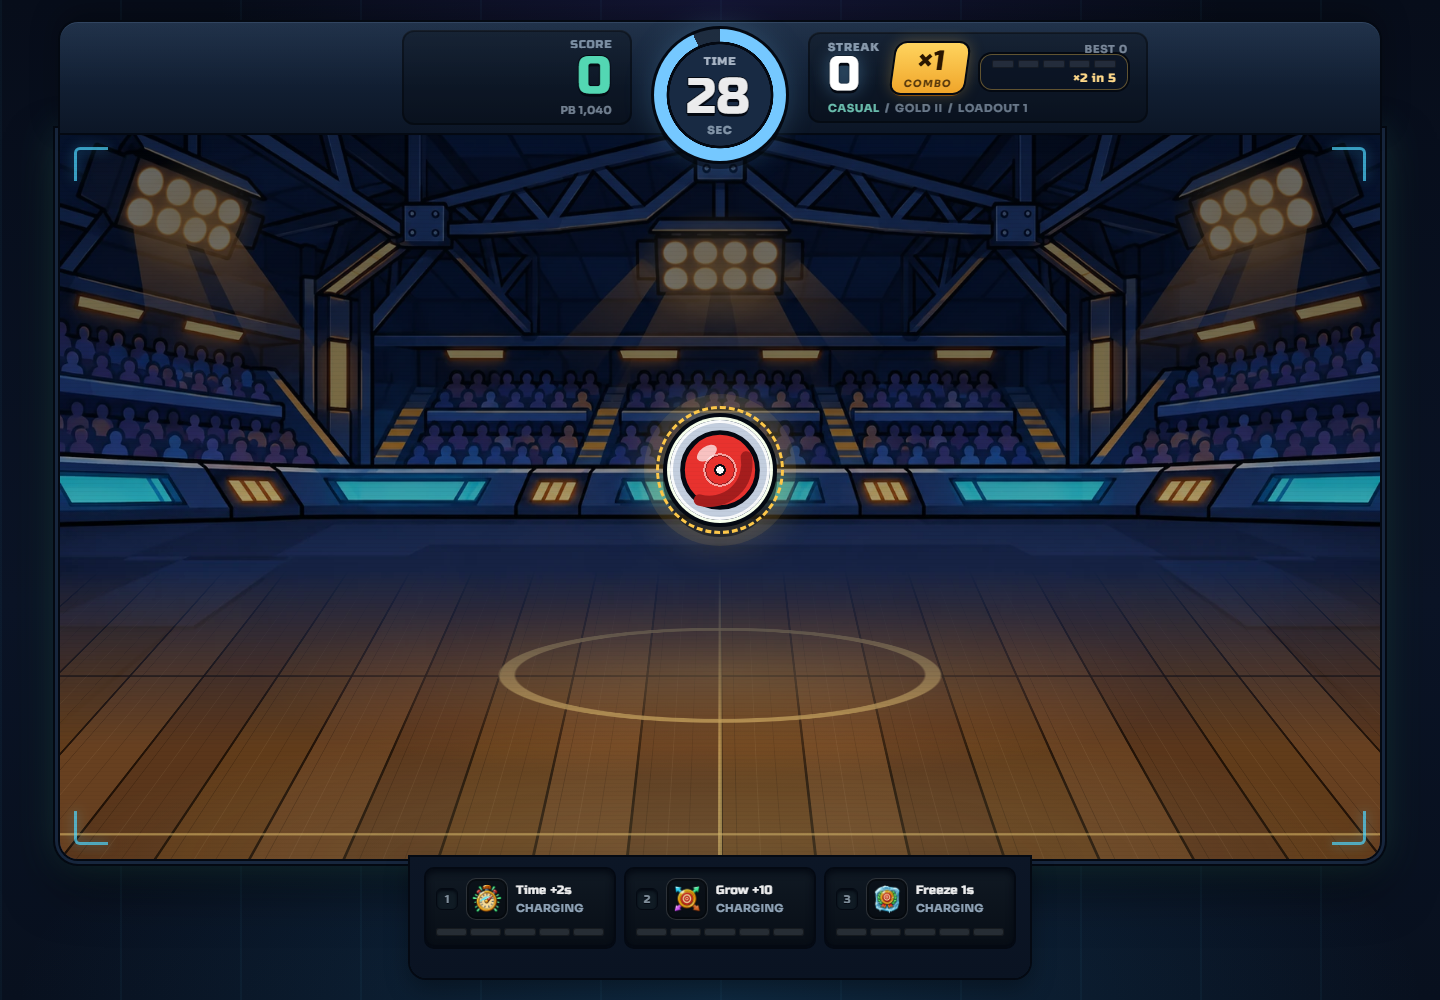 SCORE
0
PB 1,040
TIME
28
SEC
STREAK
0
×1
COMBO
BEST 0
×2 in 5
CASUAL / GOLD II / LOADOUT 1
1
Time +2s
CHARGING
2
Grow +10
CHARGING
3
Freeze 1s
CHARGING